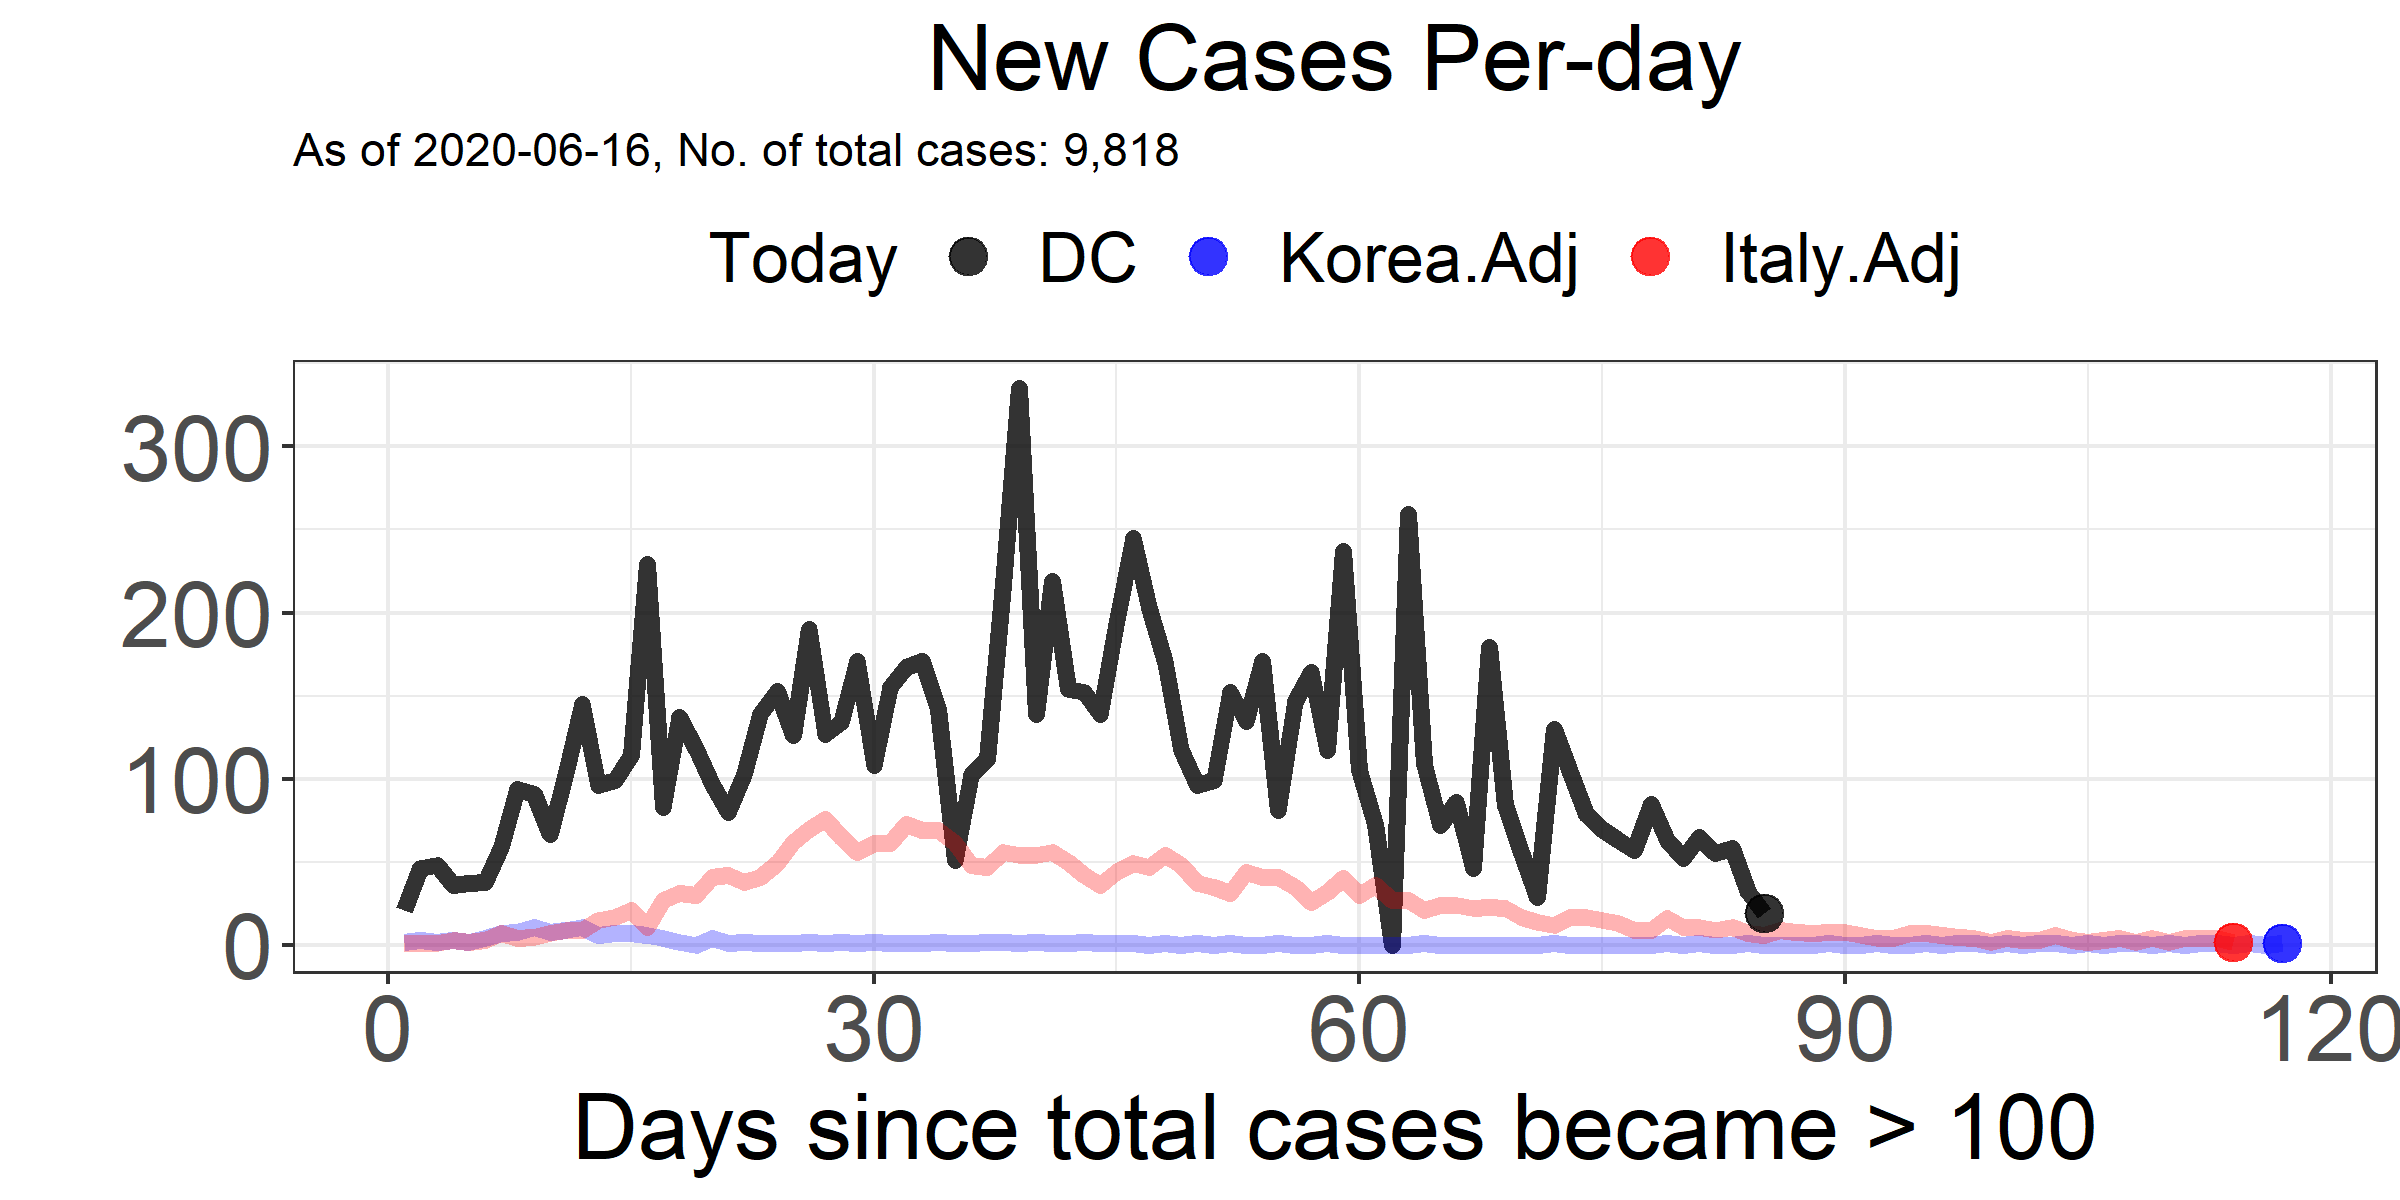 New Cases Per-day
As of 2020-06-16, No. of total cases: 9,818
Today DC Korea.Adj Italy.Adj
300
200
100
0
0 30 60 90 120
Days since total cases became > 100